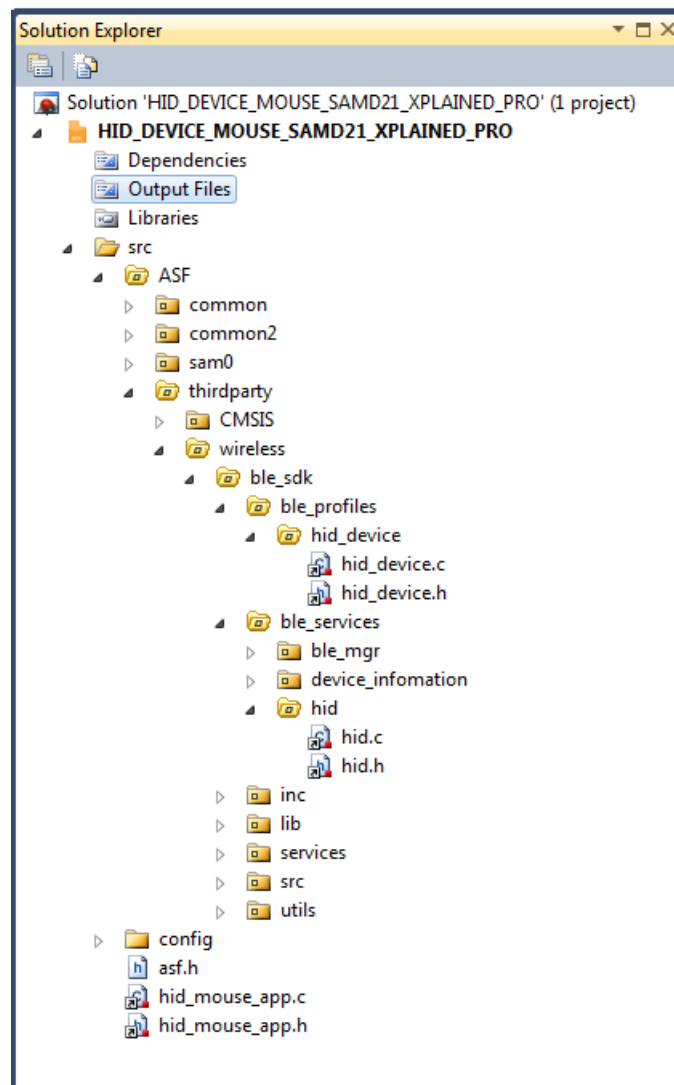 Solution Explorer
Solution 'HID_DEVICE_MOUSE_SAMD21_XPLAINED_PRO' (1 project)
HID_DEVICE_MOUSE_SAMD21_XPLAINED_PRO
Dependencies
Output Files
Libraries
src
ASF
common
common2
sam0
thirdparty
CMSIS
wireless
ble_sdk
ble_profiles
hid_device
hid_device.c
hid_device.h
ble_services
ble_mgr
device_infomation
hid
hid.c
hid.h
inc
lib
services
src
utils
config
asf.h
hid_mouse_app.c
hid_mouse_app.h